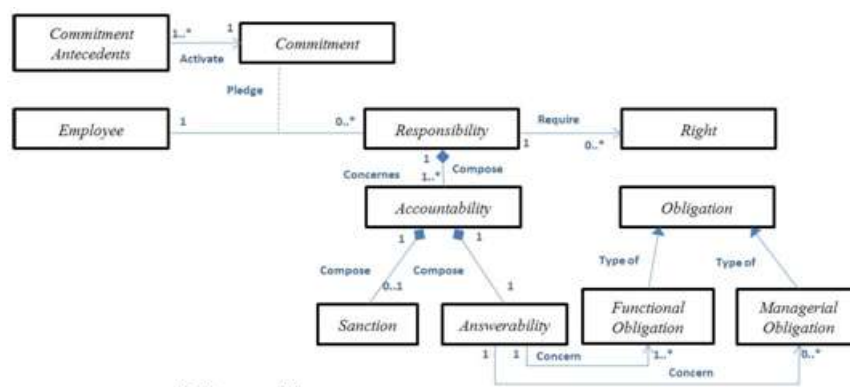 Commitment
Antecedents
1..*
1
Commitment
Activate
Pledge
Employee
1
0..*
Responsibility
Require
1
0..*
Right
1
Compose
Concernes
1..*
Accountability
Obligation
1
1
Type of
Type of
Compose
Compose
0..1
1
Sanction
Answerability
Functional
Obligation
Managerial
Obligation
1
1
Concern
1..*
0..*
Concern